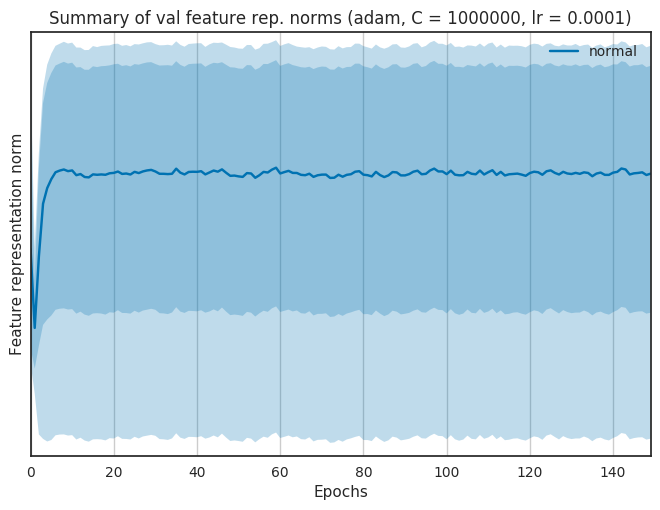 Summary of val feature rep. norms (adam, C = 1000000, lr = 0.0001)
normal
Feature representation norm
0 20 40 60 80 100 120 140
Epochs